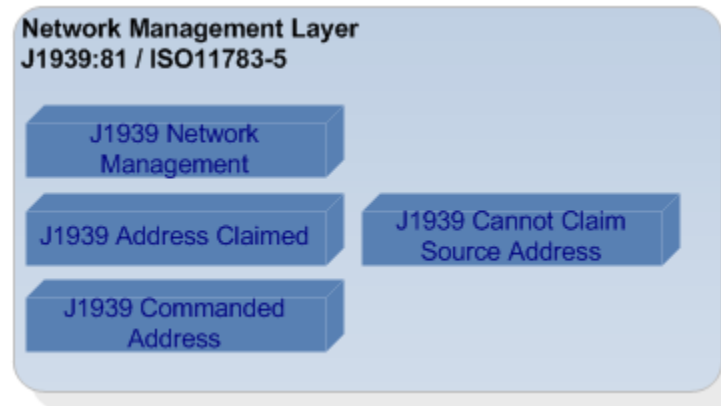 Network Management Layer
J1939:81 / ISO11783-5
J1939 Network
Management
J1939 Address Claimed
J1939 Cannot Claim
Source Address
J1939 Commanded
Address